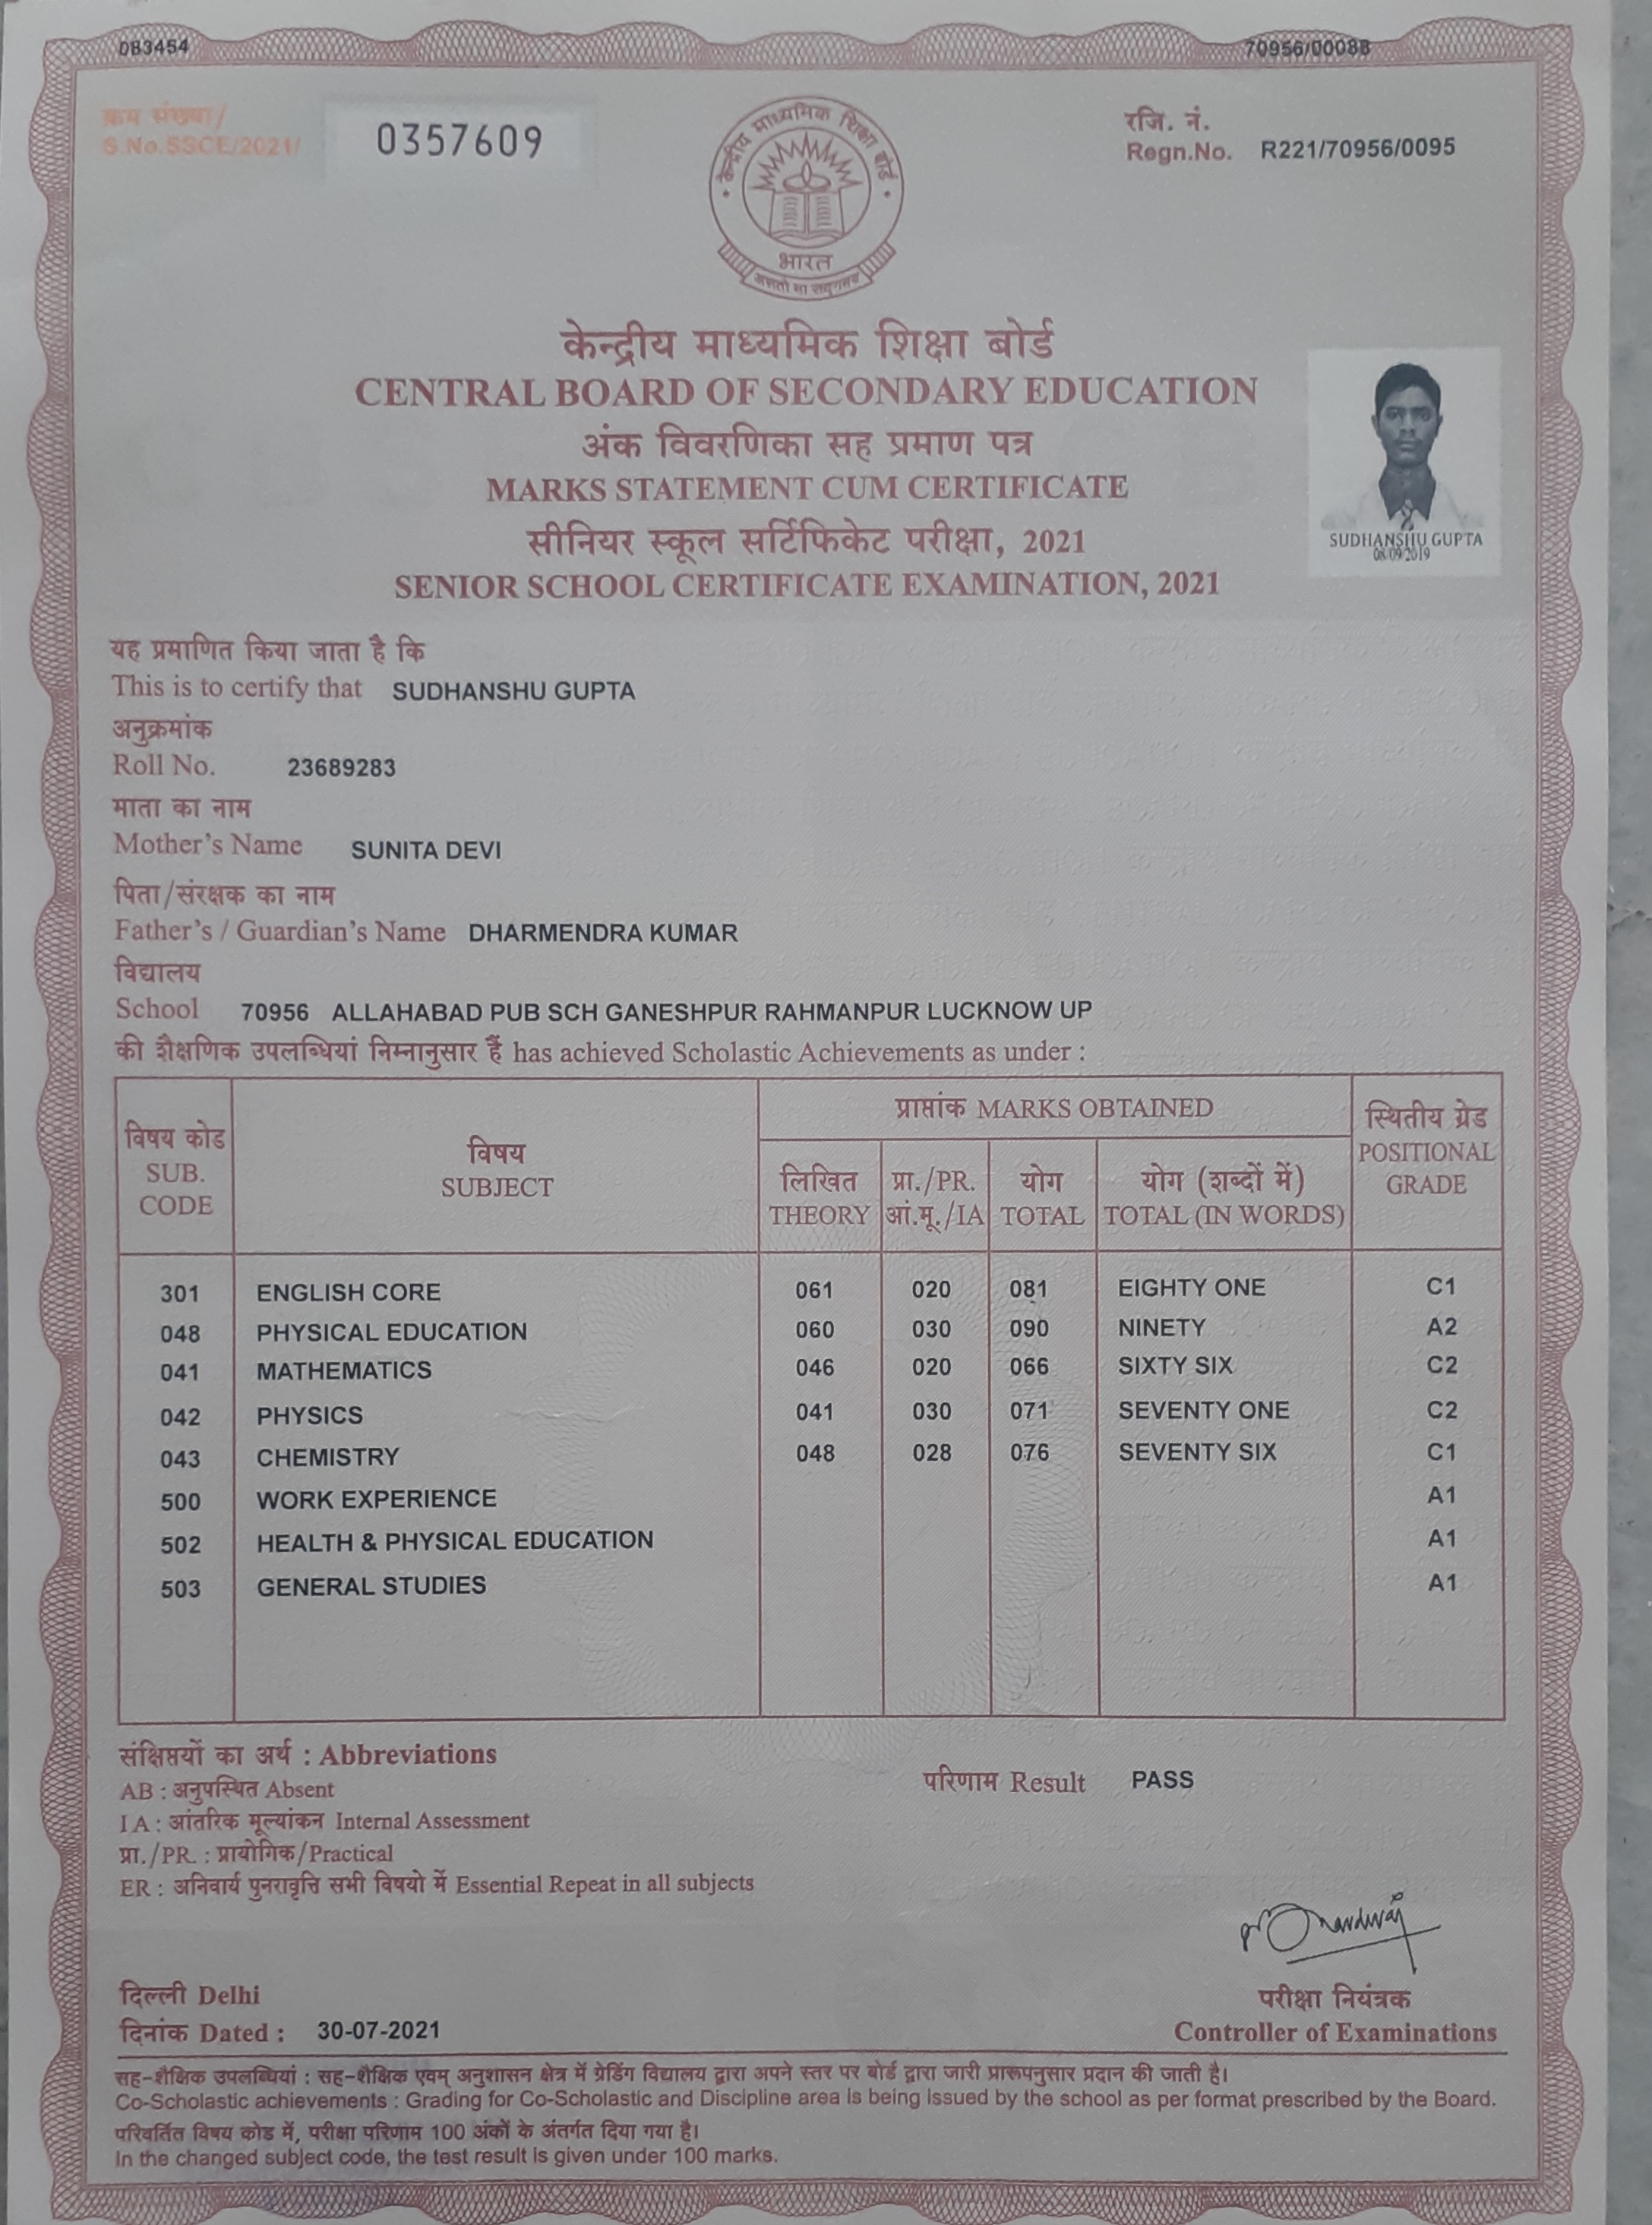 083454
70956/00088
क्रम संख्या/
S.No.SSCE/2021/ 0357609
रजि. नं.
Regn.No. R221/70956/0095
केन्द्रीय माध्यमिक शिक्षा बोर्ड
भारत
असतो मा सद्गमय
केन्द्रीय माध्यमिक शिक्षा बोर्ड
CENTRAL BOARD OF SECONDARY EDUCATION
अंक विवरणिका सह प्रमाण पत्र
MARKS STATEMENT CUM CERTIFICATE
सीनियर स्कूल सर्टिफिकेट परीक्षा, 2021
SENIOR SCHOOL CERTIFICATE EXAMINATION, 2021
SUDHANSHU GUPTA
08/09/2019
यह प्रमाणित किया जाता है कि
This is to certify that SUDHANSHU GUPTA
अनुक्रमांक
Roll No. 23689283
माता का नाम
Mother's Name SUNITA DEVI
पिता/संरक्षक का नाम
Father's / Guardian's Name DHARMENDRA KUMAR
विद्यालय
School 70956 ALLAHABAD PUB SCH GANESHPUR RAHMANPUR LUCKNOW UP
की शैक्षणिक उपलब्धियां निम्नानुसार हैं has achieved Scholastic Achievements as under :
विषय कोड
SUB.
CODE
विषय
SUBJECT
प्राप्तांक MARKS OBTAINED
लिखित
THEORY
प्रा./PR.
आं.मू./IA
योग
TOTAL
योग (शब्दों में)
TOTAL (IN WORDS)
स्थितीय ग्रेड
POSITIONAL
GRADE
301 ENGLISH CORE 061 020 081 EIGHTY ONE C1
048 PHYSICAL EDUCATION 060 030 090 NINETY A2
041 MATHEMATICS 046 020 066 SIXTY SIX C2
042 PHYSICS 041 030 071 SEVENTY ONE C2
043 CHEMISTRY 048 028 076 SEVENTY SIX C1
500 WORK EXPERIENCE A1
502 HEALTH & PHYSICAL EDUCATION A1
503 GENERAL STUDIES A1
संक्षिप्तयों का अर्थ : Abbreviations
AB : अनुपस्थित Absent
IA : आंतरिक मूल्यांकन Internal Assessment
प्रा./PR. : प्रायोगिक/Practical
ER : अनिवार्य पुनरावृत्ति सभी विषयो में Essential Repeat in all subjects
परिणाम Result PASS
दिल्ली Delhi
दिनांक Dated : 30-07-2021
परीक्षा नियंत्रक
Controller of Examinations
सह-शैक्षिक उपलब्धियां : सह-शैक्षिक एवम् अनुशासन क्षेत्र में ग्रेडिंग विद्यालय द्वारा अपने स्तर पर बोर्ड द्वारा जारी प्रारूपनुसार प्रदान की जाती है।
Co-Scholastic achievements : Grading for Co-Scholastic and Discipline area is being issued by the school as per format prescribed by the Board.
परिवर्तित विषय कोड में, परीक्षा परिणाम 100 अंकों के अंतर्गत दिया गया है।
In the changed subject code, the test result is given under 100 marks.